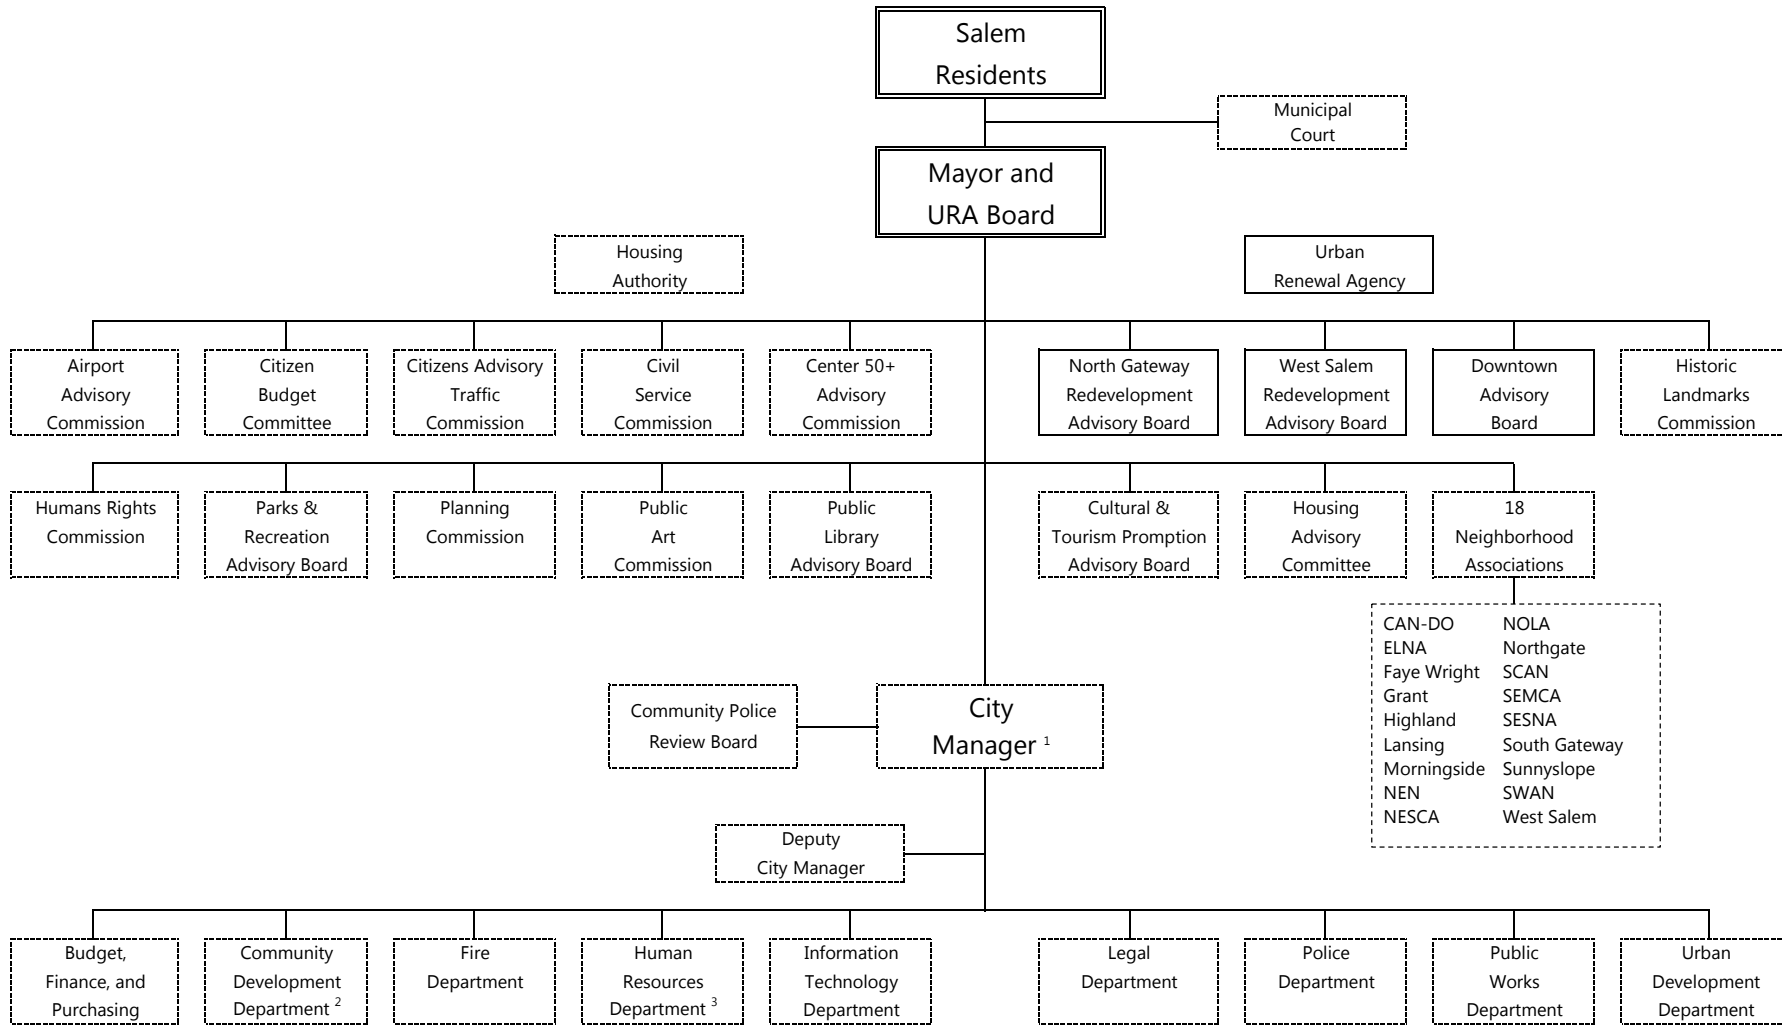 Salem
Residents
Municipal
Court
Mayor and
URA Board
Housing
Authority
Urban
Renewal Agency
Airport
Advisory
Commission
Citizen
Budget
Committee
Citizens Advisory
Traffic
Commission
Civil
Service
Commission
Center 50+
Advisory
Commission
North Gateway
Redevelopment
Advisory Board
West Salem
Redevelopment
Advisory Board
Downtown
Advisory
Board
Historic
Landmarks
Commission
Humans Rights
Commission
Parks &
Recreation
Advisory Board
Planning
Commission
Public
Art
Commission
Public
Library
Advisory Board
Cultural &
Tourism Promption
Advisory Board
Housing
Advisory
Committee
18
Neighborhood
Associations
CAN-DO
ELNA
Faye Wright
Grant
Highland
Lansing
Morningside
NEN
NESCA
NOLA
Northgate
SCAN
SEMCA
SESNA
South Gateway
Sunnyslope
SWAN
West Salem
Community Police
Review Board
City
Manager 1
Deputy
City Manager
Budget,
Finance, and
Purchasing
Community
Development
Department 2
Fire
Department
Human
Resources
Department 3
Information
Technology
Department
Legal
Department
Police
Department
Public
Works
Department
Urban
Development
Department